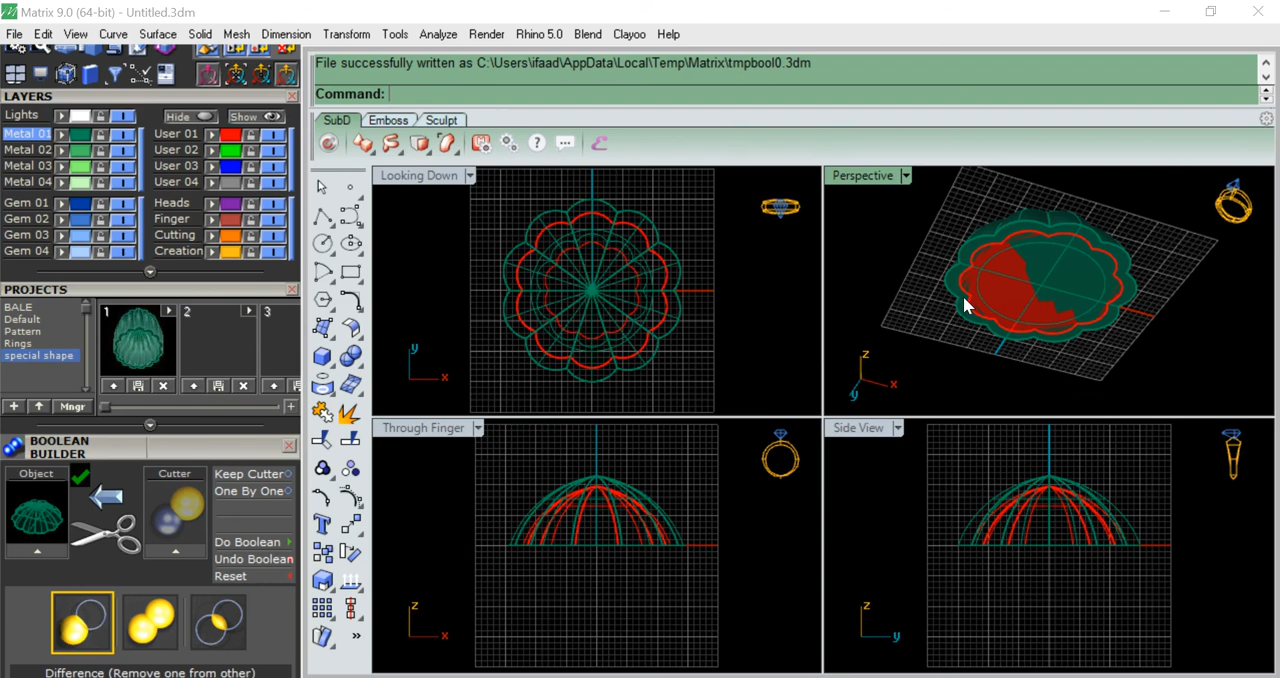 Matrix 9.0 (64-bit) - Untitled.3dm
File Edit View Curve Surface Solid Mesh Dimension Transform Tools Analyze Render Rhino 5.0 Blend Clayoo Help
File successfully written as C:\Users\ifaad\AppData\Local\Temp\Matrix\tmpbool0.3dm
Command:
LAYERS
Lights Hide Show
Metal 01 User 01
Metal 02 User 02
Metal 03 User 03
Metal 04 User 04
Gem 01 Heads
Gem 02 Finger
Gem 03 Cutting
Gem 04 Creation
SubD Emboss Sculpt
PROJECTS
BALE
Default
Pattern
Rings
special shape
1 2 3
Mngr
BOOLEAN
BUILDER
Object Cutter Keep Cutter
One By One
Do Boolean
Undo Boolean
Reset
Difference (Remove one from other)
Looking Down
y
x
Perspective
z
x
y
Through Finger
z
x
Side View
z
y